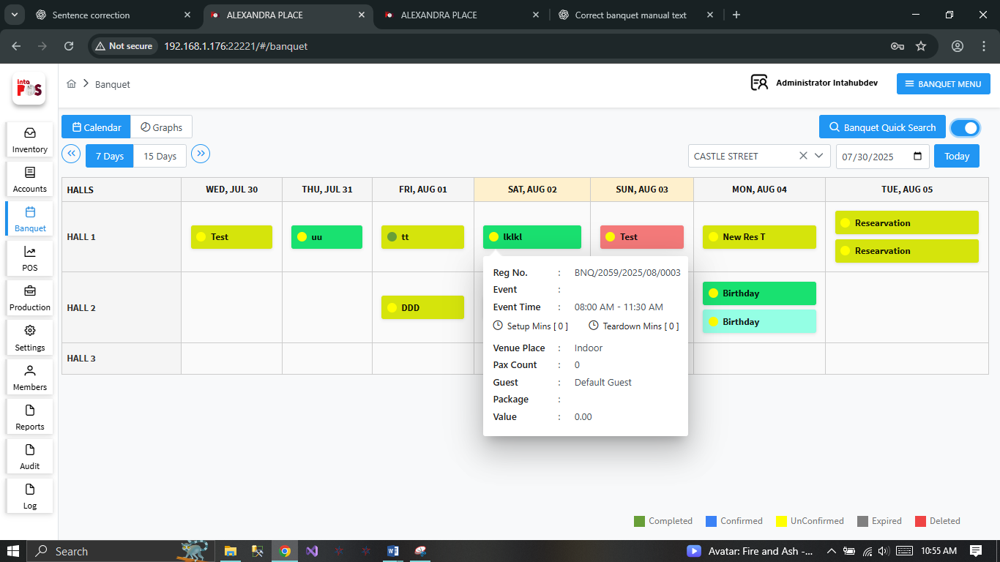 Sentence correction
ALEXANDRA PLACE
ALEXANDRA PLACE
Correct banquet manual text
Not secure
192.168.1.176:22221/#/banquet
inta
POS
Banquet
Administrator Intahubdev
BANQUET MENU
Calendar
Graphs
Banquet Quick Search
7 Days
15 Days
CASTLE STREET
07/30/2025
Today
Inventory
Accounts
Banquet
POS
Production
Settings
Members
Reports
Audit
Log
HALLS WED, JUL 30 THU, JUL 31 FRI, AUG 01 SAT, AUG 02 SUN, AUG 03 MON, AUG 04 TUE, AUG 05
HALL 1 Test uu tt lklkl Test New Res T Researvation
Researvation
HALL 2 DDD Birthday
Birthday
HALL 3
Reg No. : BNQ/2059/2025/08/0003
Event :
Event Time : 08:00 AM - 11:30 AM
Setup Mins [ 0 ] Teardown Mins [ 0 ]
Venue Place : Indoor
Pax Count : 0
Guest : Default Guest
Package :
Value : 0.00
Completed Confirmed UnConfirmed Expired Deleted
Search
Avatar: Fire and Ash -...
10:55 AM